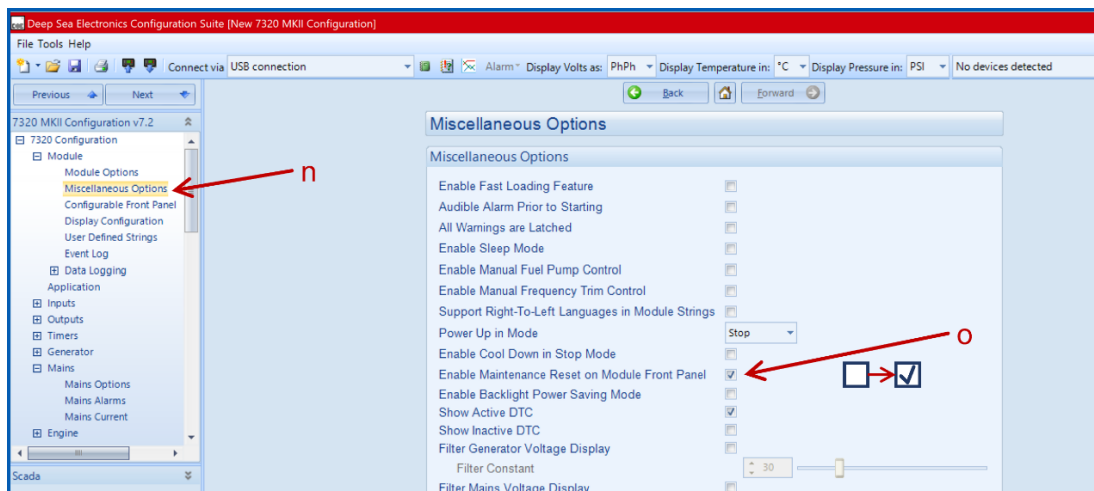 Deep Sea Electronics Configuration Suite [New 7320 MKII Configuration]
File Tools Help
Connect via USB connection Alarm Display Volts as: PhPh Display Temperature in: °C Display Pressure in: PSI No devices detected
Previous Next
Back Forward
7320 MKII Configuration v7.2
7320 Configuration
Module
Module Options
Miscellaneous Options
Configurable Front Panel
Display Configuration
User Defined Strings
Event Log
Data Logging
Application
Inputs
Outputs
Timers
Generator
Mains
Mains Options
Mains Alarms
Mains Current
Engine
Scada
n
Miscellaneous Options
Miscellaneous Options
Enable Fast Loading Feature
Audible Alarm Prior to Starting
All Warnings are Latched
Enable Sleep Mode
Enable Manual Fuel Pump Control
Enable Manual Frequency Trim Control
Support Right-To-Left Languages in Module Strings
Power Up in Mode Stop
o
Enable Cool Down in Stop Mode
Enable Maintenance Reset on Module Front Panel
Enable Backlight Power Saving Mode
Show Active DTC
Show Inactive DTC
Filter Generator Voltage Display
Filter Constant 30
Filter Mains Voltage Display